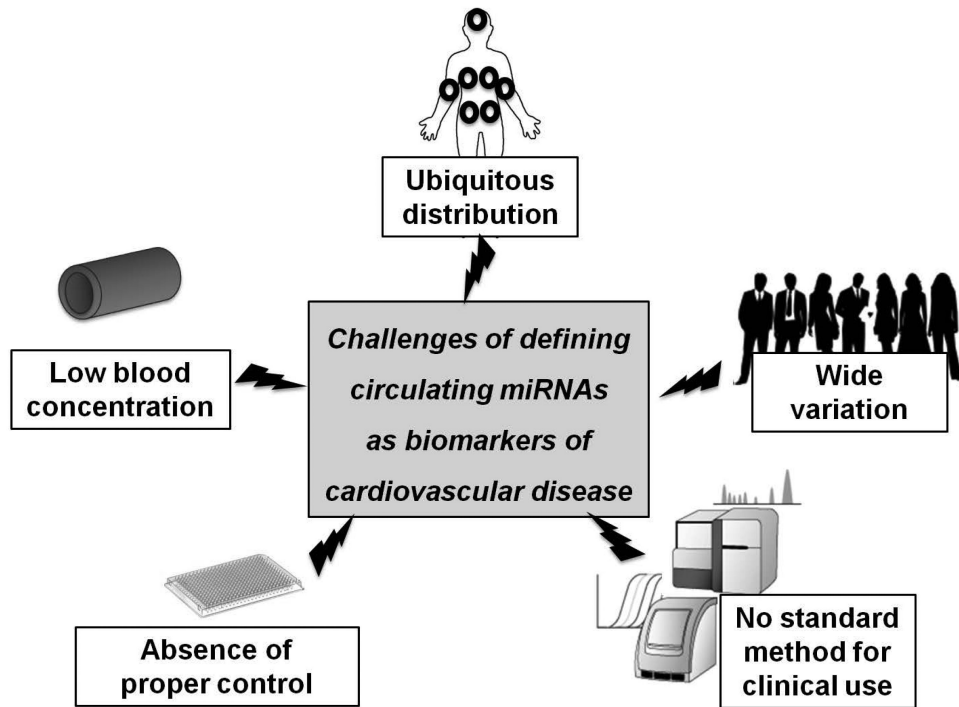 Ubiquitous
distribution
Low blood
concentration
Challenges of defining
circulating miRNAs
as biomarkers of
cardiovascular disease
Wide
variation
Absence of
proper control
No standard
method for
clinical use